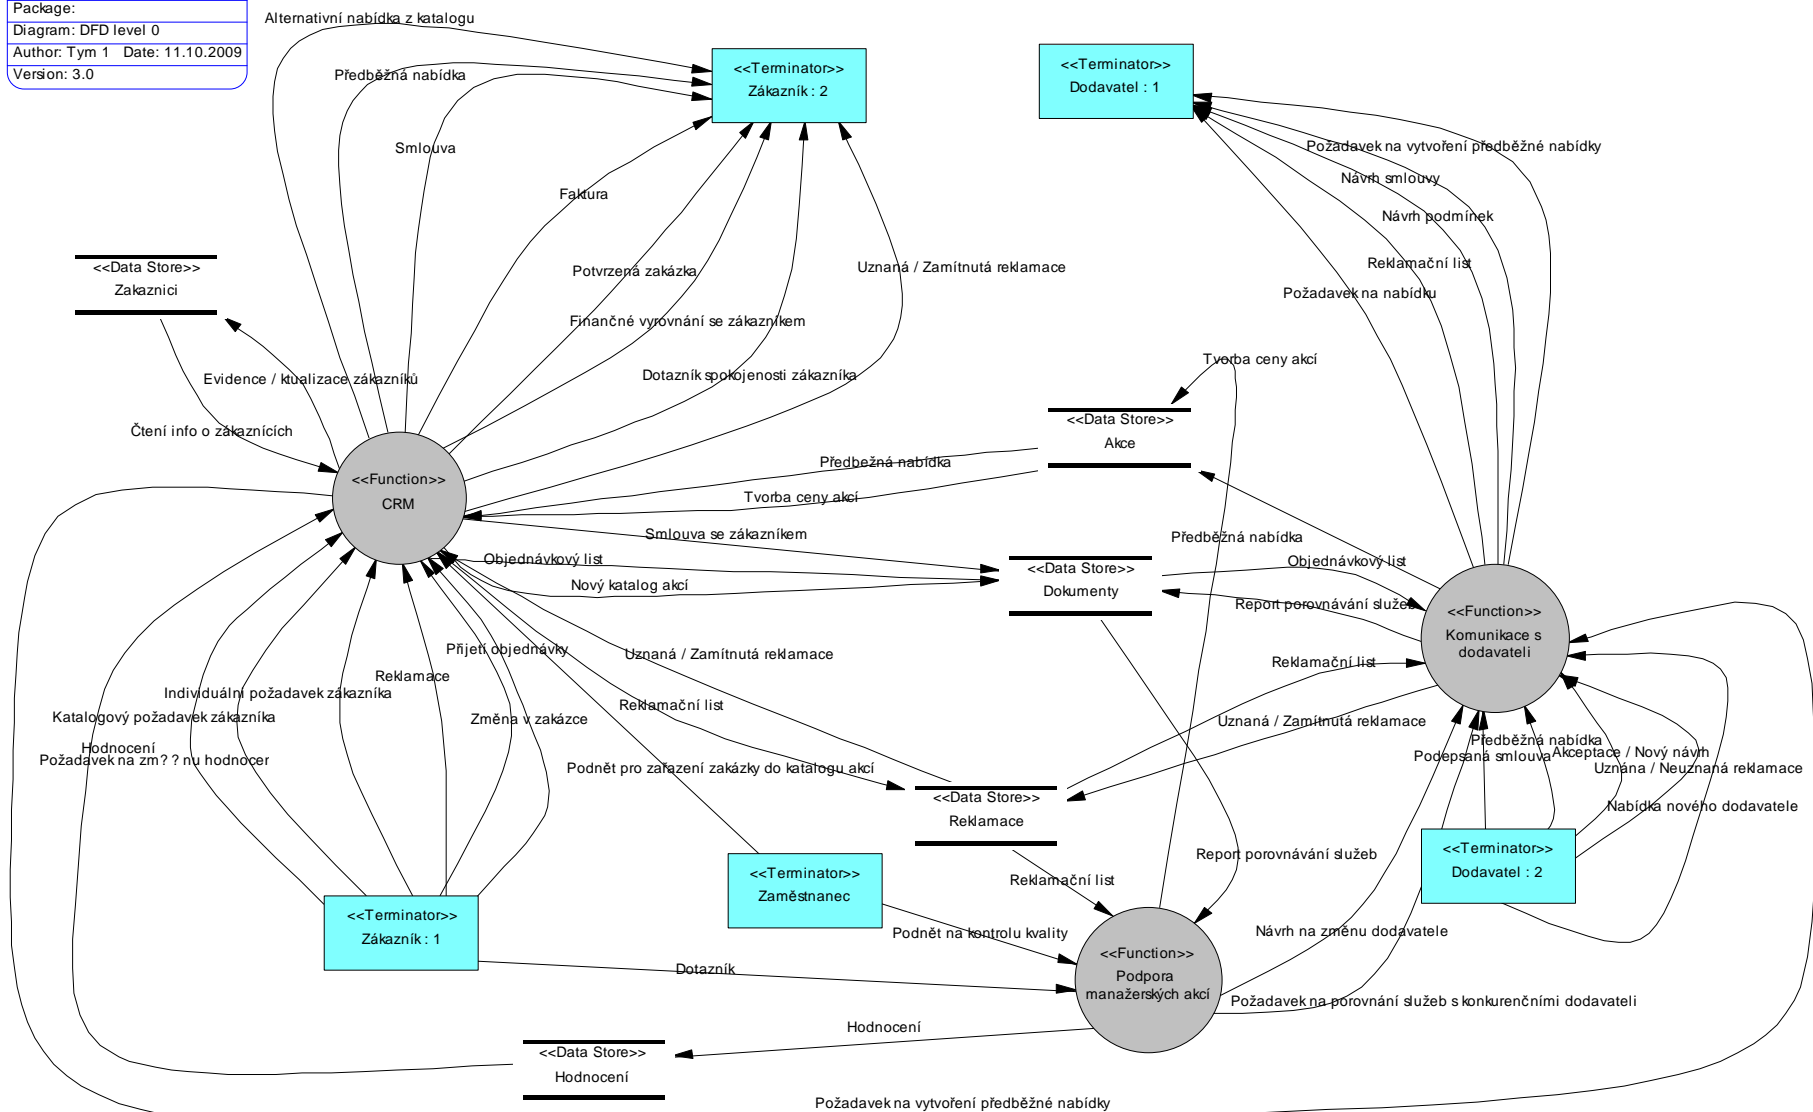 Package:
Diagram: DFD level 0
Author: Tym 1 Date: 11.10.2009
Version: 3.0
Alternativní nabídka z katalogu
Předběžná nabídka
Smlouva
Faktura
<<Terminator>>
Zákazník : 2
<<Terminator>>
Dodavatel : 1
Požadavek na vytvoření předběžné nabídky
Návrh smlouvy
Návrh podmínek
Reklamační list
Požadavek na nabídku
<<Data Store>>
Zakaznici
Potvrzená zakázka
Uznaná / Zamítnutá reklamace
Finančné vyrovnání se zákazníkem
Dotazník spokojenosti zákazníka
Evidence / ktualizace zákazníků
Čtení info o zákaznících
Tvorba ceny akcí
<<Data Store>>
Akce
<<Function>>
CRM
Předbežná nabídka
Tvorba ceny akcí
Smlouva se zákazníkem
Objednávkový list
Nový katalog akcí
Předběžná nabídka
<<Data Store>>
Dokumenty
Objednávkový list
Report porovnávání služeb
<<Function>>
Komunikace s
dodavateli
Přijetí objednávky
Reklamace
Uznaná / Zamítnutá reklamace
Reklamační list
Individuální požadavek zákazníka
Katalogový požadavek zákazníka
Změna v zakázce
Reklamační list
Uznaná / Zamítnutá reklamace
Hodnocení
Požadavek na zm? ? nu hodnocer
Podnět pro zařazení zakázky do katalogu akcí
Předběžná nabídka
Podepsaná smlouva
Akceptace / Nový návrh
Uznána / Neuznaná reklamace
Nabídka nového dodavatele
<<Data Store>>
Reklamace
<<Terminator>>
Dodavatel : 2
Report porovnávání služeb
Reklamační list
<<Terminator>>
Zaměstnanec
<<Terminator>>
Zákazník : 1
Podnět na kontrolu kvality
Návrh na změnu dodavatele
<<Function>>
Podpora
manažerských akcí
Dotazník
Požadavek na porovnání služeb s konkurenčními dodavateli
Hodnocení
<<Data Store>>
Hodnocení
Požadavek na vytvoření předběžné nabídky